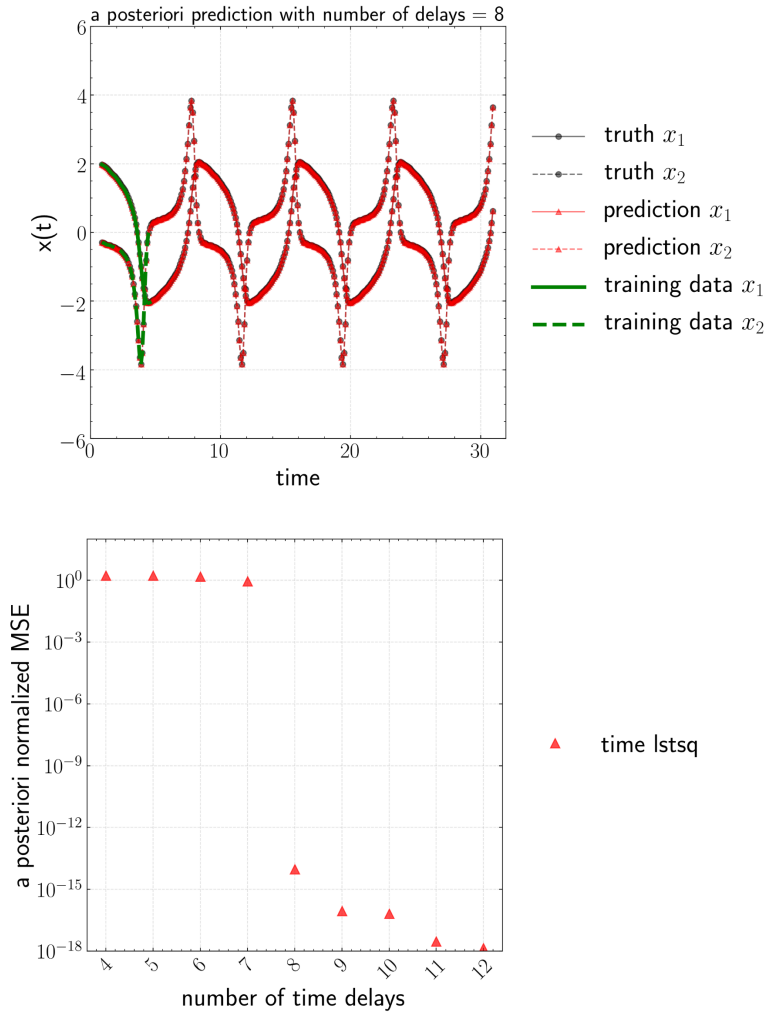 a posteriori prediction with number of delays = 8
6
4
2
0
−2
−4
−6
x(t)
0 10 20 30
time
truth x₁
truth x₂
prediction x₁
prediction x₂
training data x₁
training data x₂
10⁰
10⁻³
10⁻⁶
10⁻⁹
10⁻¹²
10⁻¹⁵
10⁻¹⁸
a posteriori normalized MSE
4 5 6 7 8 9 10 11 12
number of time delays
time lstsq